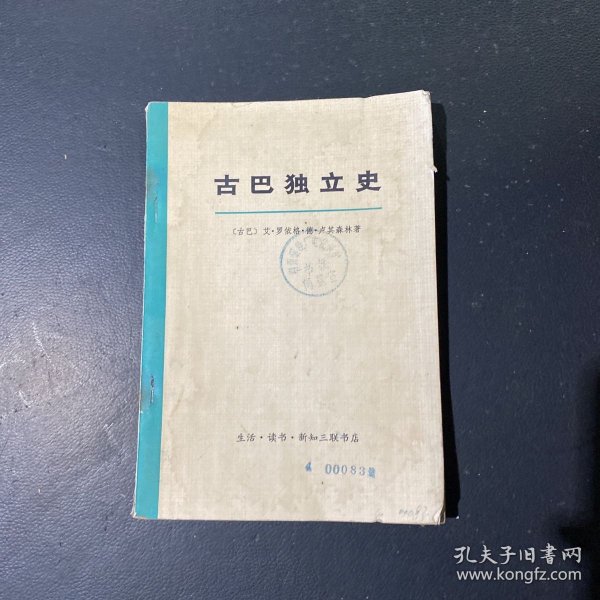 古巴独立史
〔古巴〕艾·罗依格·德·卢其森林著
生活·读书·新知三联书店
00083
孔夫子旧书网
www.kongfz.com